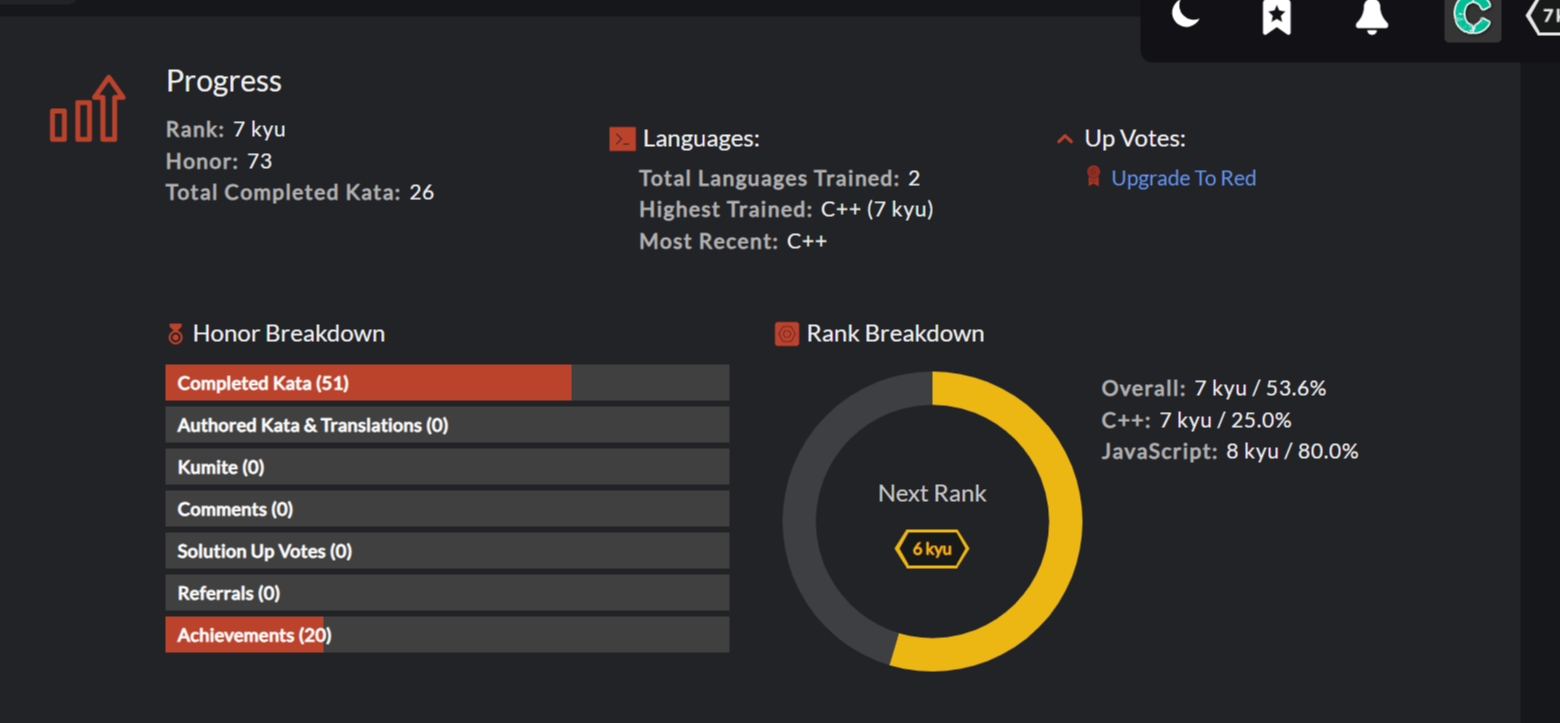 Progress
Rank: 7 kyu
Honor: 73
Total Completed Kata: 26
Languages:
Total Languages Trained: 2
Highest Trained: C++ (7 kyu)
Most Recent: C++
Up Votes:
Upgrade To Red
Honor Breakdown
Completed Kata (51)
Authored Kata & Translations (0)
Kumite (0)
Comments (0)
Solution Up Votes (0)
Referrals (0)
Achievements (20)
Rank Breakdown
Next Rank
6 kyu
Overall: 7 kyu / 53.6%
C++: 7 kyu / 25.0%
JavaScript: 8 kyu / 80.0%